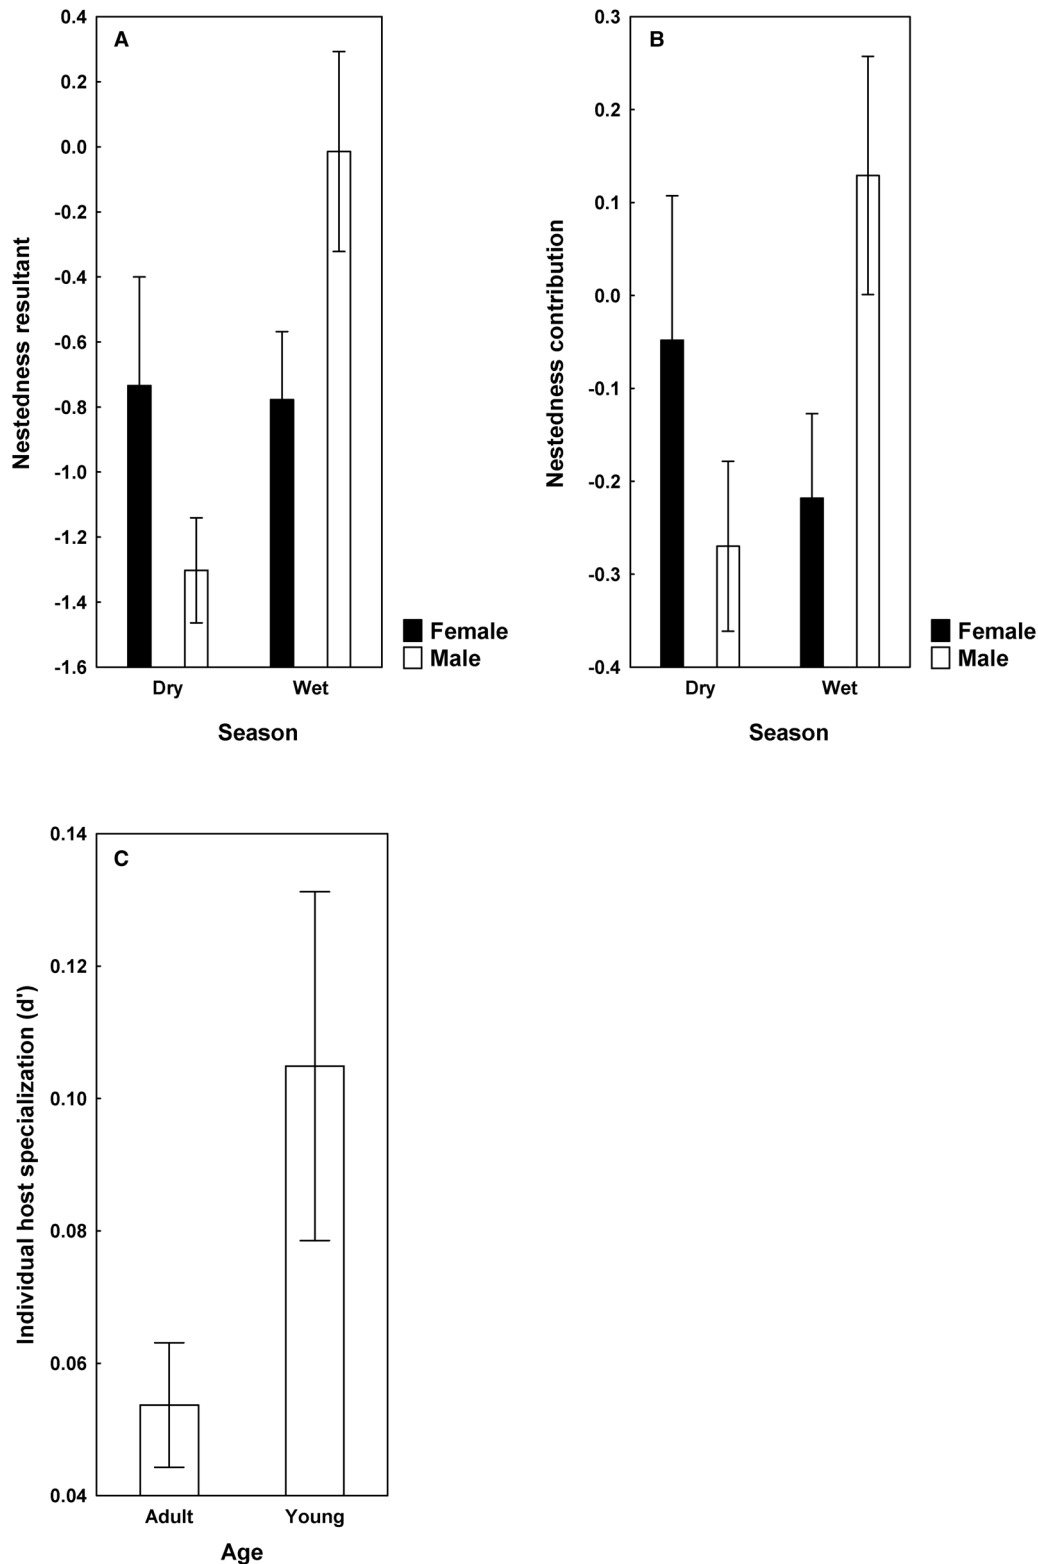 A
Nestedness resultant
0.4
0.2
0.0
-0.2
-0.4
-0.6
-0.8
-1.0
-1.2
-1.4
-1.6
Dry Wet
Season
Female
Male
B
Nestedness contribution
0.3
0.2
0.1
0.0
-0.1
-0.2
-0.3
-0.4
Dry Wet
Season
Female
Male
C
Individual host specialization (d')
0.14
0.12
0.10
0.08
0.06
0.04
Adult Young
Age